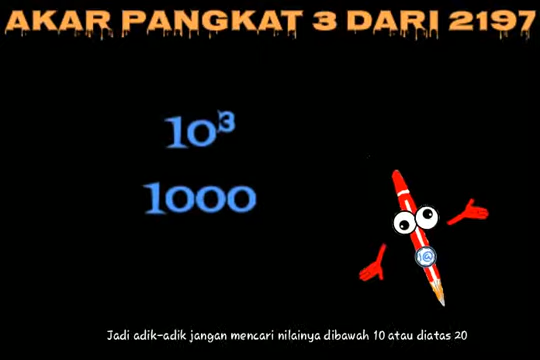 AKAR PANGKAT 3 DARI 2197
10³
1000
Jadi adik-adik jangan mencari nilainya dibawah 10 atau diatas 20